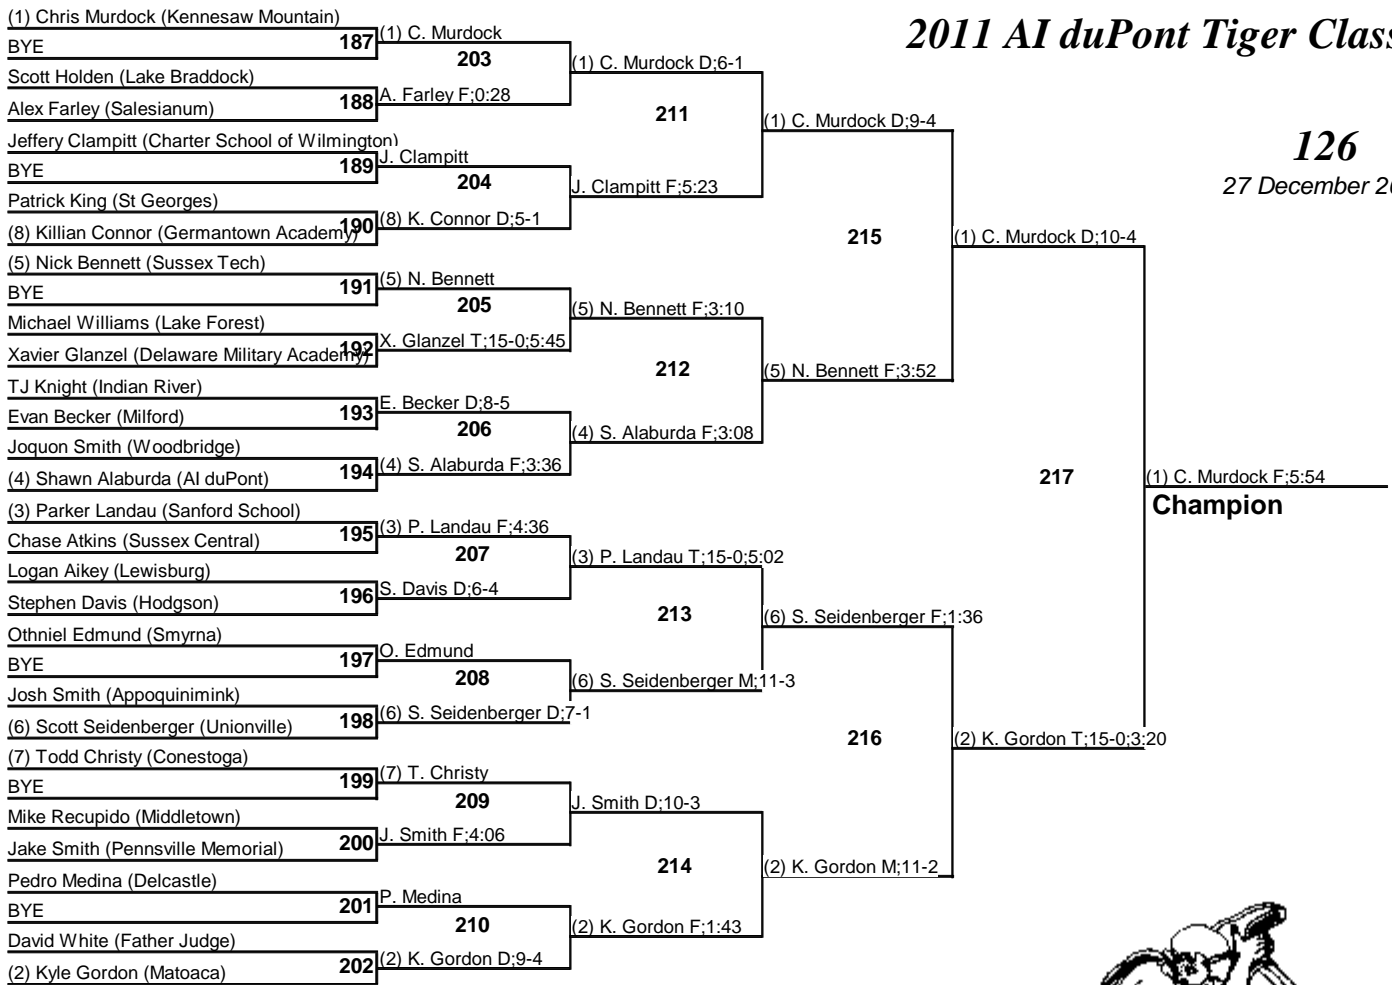 2011 AI duPont Tiger Class
126
27 December 20
(1) Chris Murdock (Kennesaw Mountain)
BYE
187
Scott Holden (Lake Braddock)
Alex Farley (Salesianum)
188
Jeffery Clampitt (Charter School of Wilmington)
BYE
189
Patrick King (St Georges)
(8) Killian Connor (Germantown Academy)
190
(5) Nick Bennett (Sussex Tech)
BYE
191
Michael Williams (Lake Forest)
Xavier Glanzel (Delaware Military Academy)
192
TJ Knight (Indian River)
Evan Becker (Milford)
193
Joquon Smith (Woodbridge)
(4) Shawn Alaburda (AI duPont)
194
(3) Parker Landau (Sanford School)
Chase Atkins (Sussex Central)
195
Logan Aikey (Lewisburg)
Stephen Davis (Hodgson)
196
Othniel Edmund (Smyrna)
BYE
197
Josh Smith (Appoquinimink)
(6) Scott Seidenberger (Unionville)
198
(7) Todd Christy (Conestoga)
BYE
199
Mike Recupido (Middletown)
Jake Smith (Pennsville Memorial)
200
Pedro Medina (Delcastle)
BYE
201
David White (Father Judge)
(2) Kyle Gordon (Matoaca)
202
(1) C. Murdock
203
A. Farley F;0:28
J. Clampitt
204
(8) K. Connor D;5-1
(5) N. Bennett
205
X. Glanzel T;15-0;5:45
E. Becker D;8-5
206
(4) S. Alaburda F;3:36
(3) P. Landau F;4:36
207
S. Davis D;6-4
O. Edmund
208
(6) S. Seidenberger D;7-1
(7) T. Christy
209
J. Smith F;4:06
P. Medina
210
(2) K. Gordon D;9-4
(1) C. Murdock D;6-1
211
J. Clampitt F;5:23
(5) N. Bennett F;3:10
212
(4) S. Alaburda F;3:08
(3) P. Landau T;15-0;5:02
213
(6) S. Seidenberger M;11-3
J. Smith D;10-3
214
(2) K. Gordon F;1:43
(1) C. Murdock D;9-4
215
(5) N. Bennett F;3:52
(6) S. Seidenberger F;1:36
216
(2) K. Gordon M;11-2
(1) C. Murdock D;10-4
217
(2) K. Gordon T;15-0;3:20
(1) C. Murdock F;5:54
Champion